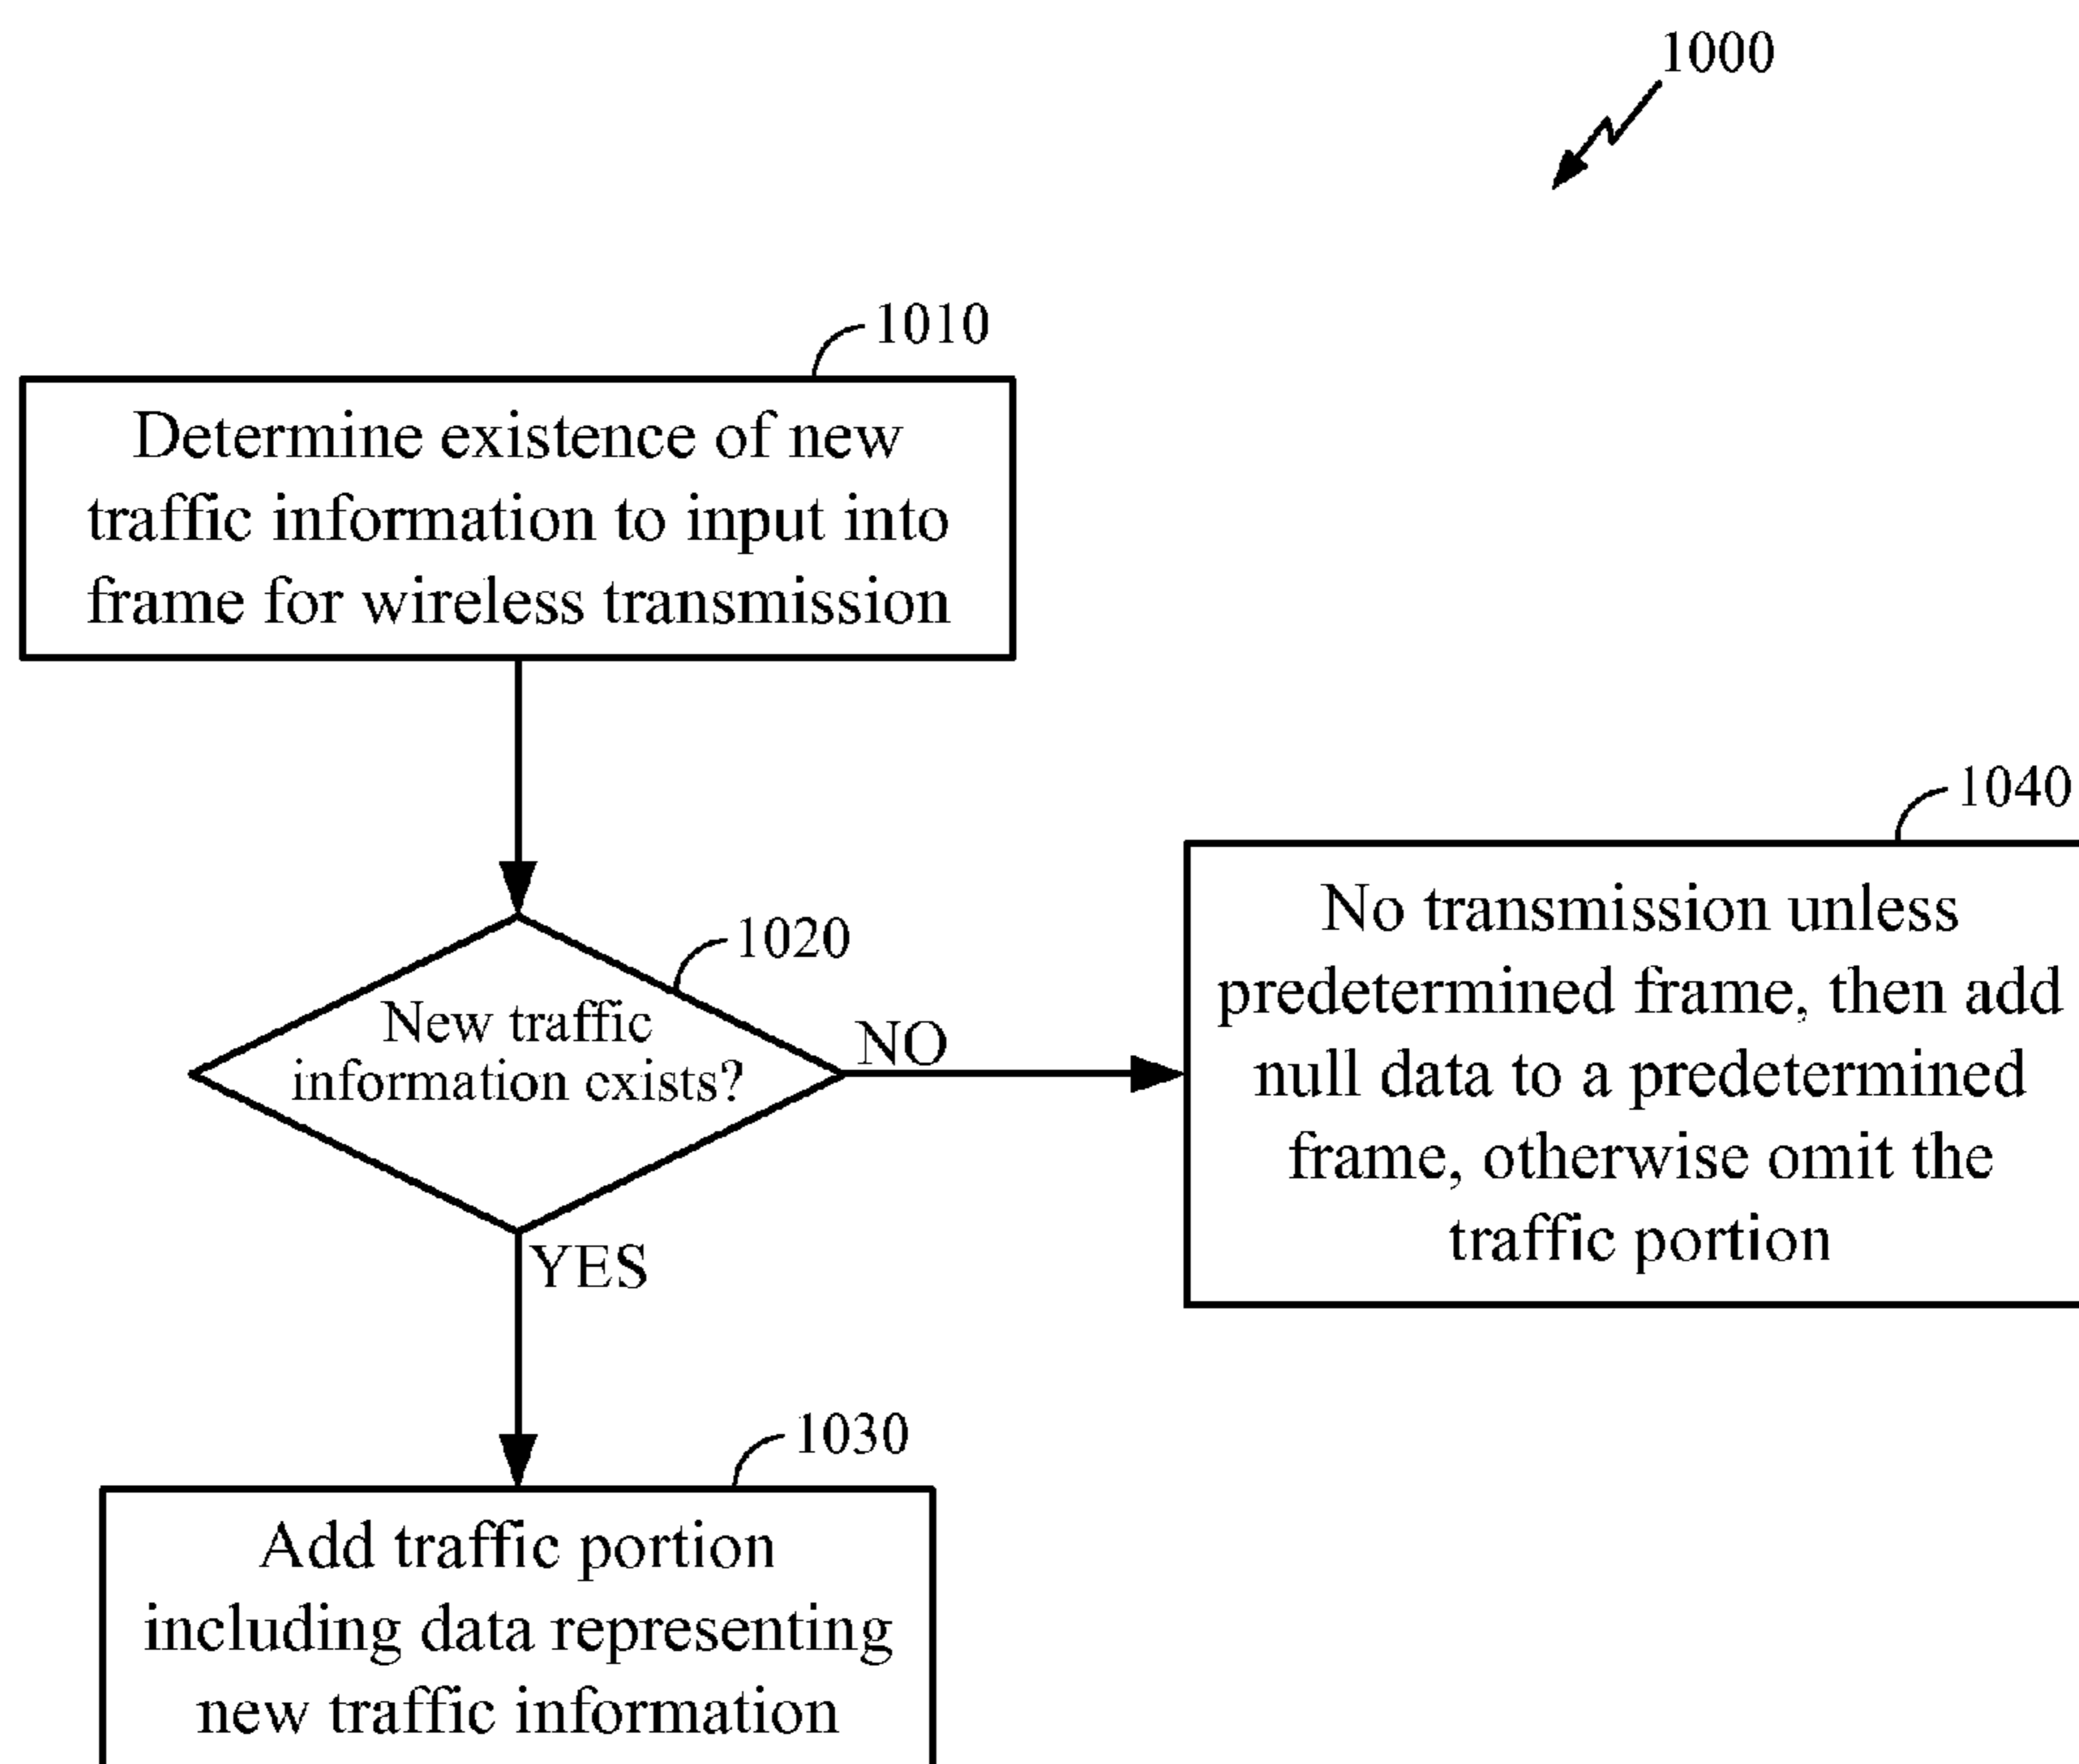 1000
1010
Determine existence of new
traffic information to input into
frame for wireless transmission
1020
New traffic
information exists?
NO
1040
No transmission unless
predetermined frame, then add
null data to a predetermined
frame, otherwise omit the
traffic portion
YES
1030
Add traffic portion
including data representing
new traffic information